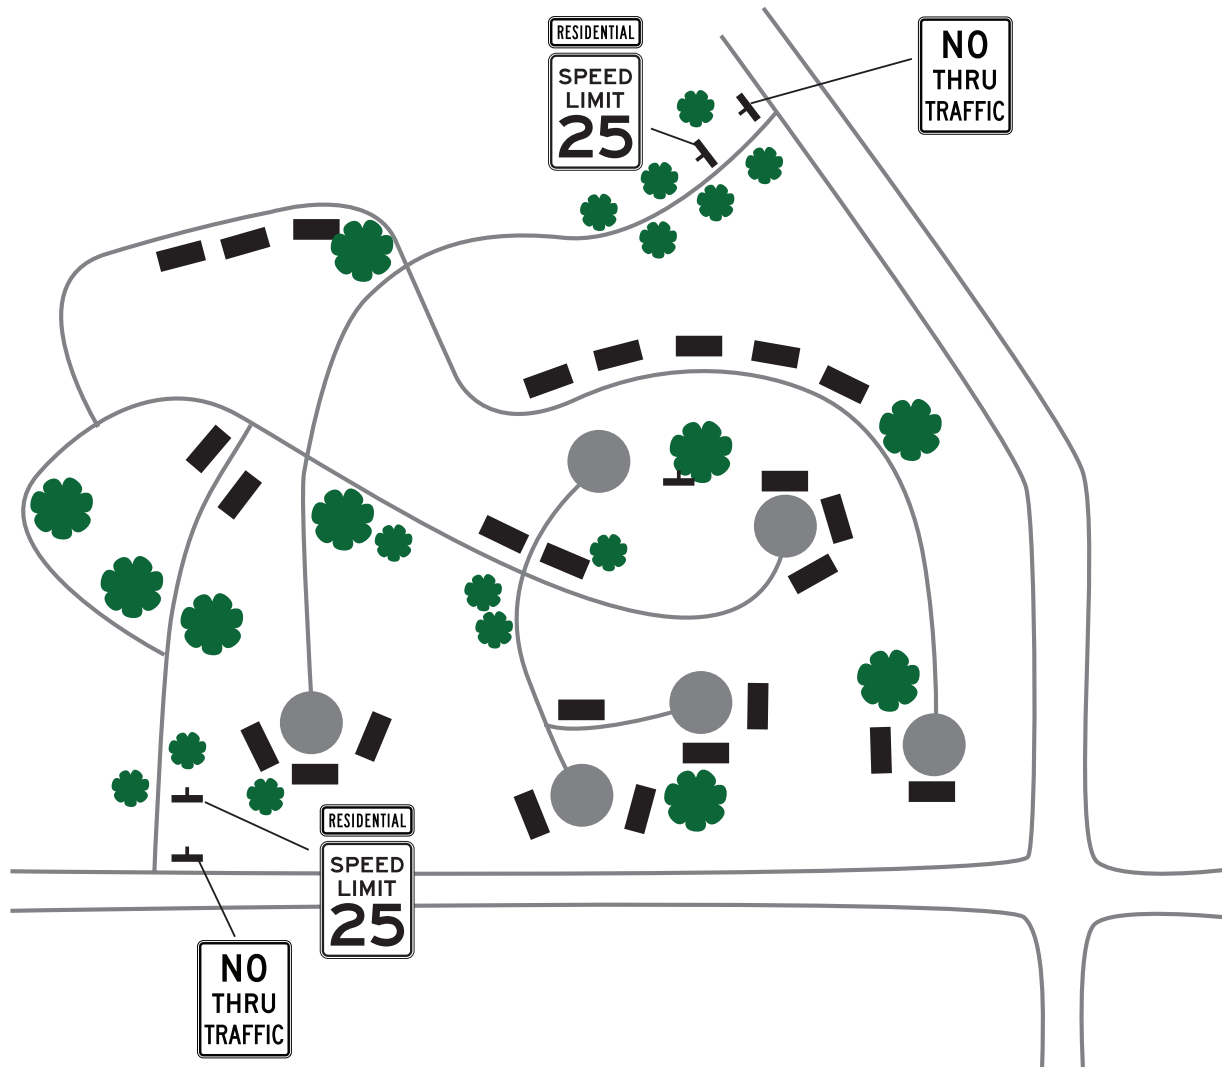 RESIDENTIAL
SPEED
LIMIT
25
NO
THRU
TRAFFIC
RESIDENTIAL
SPEED
LIMIT
25
NO
THRU
TRAFFIC